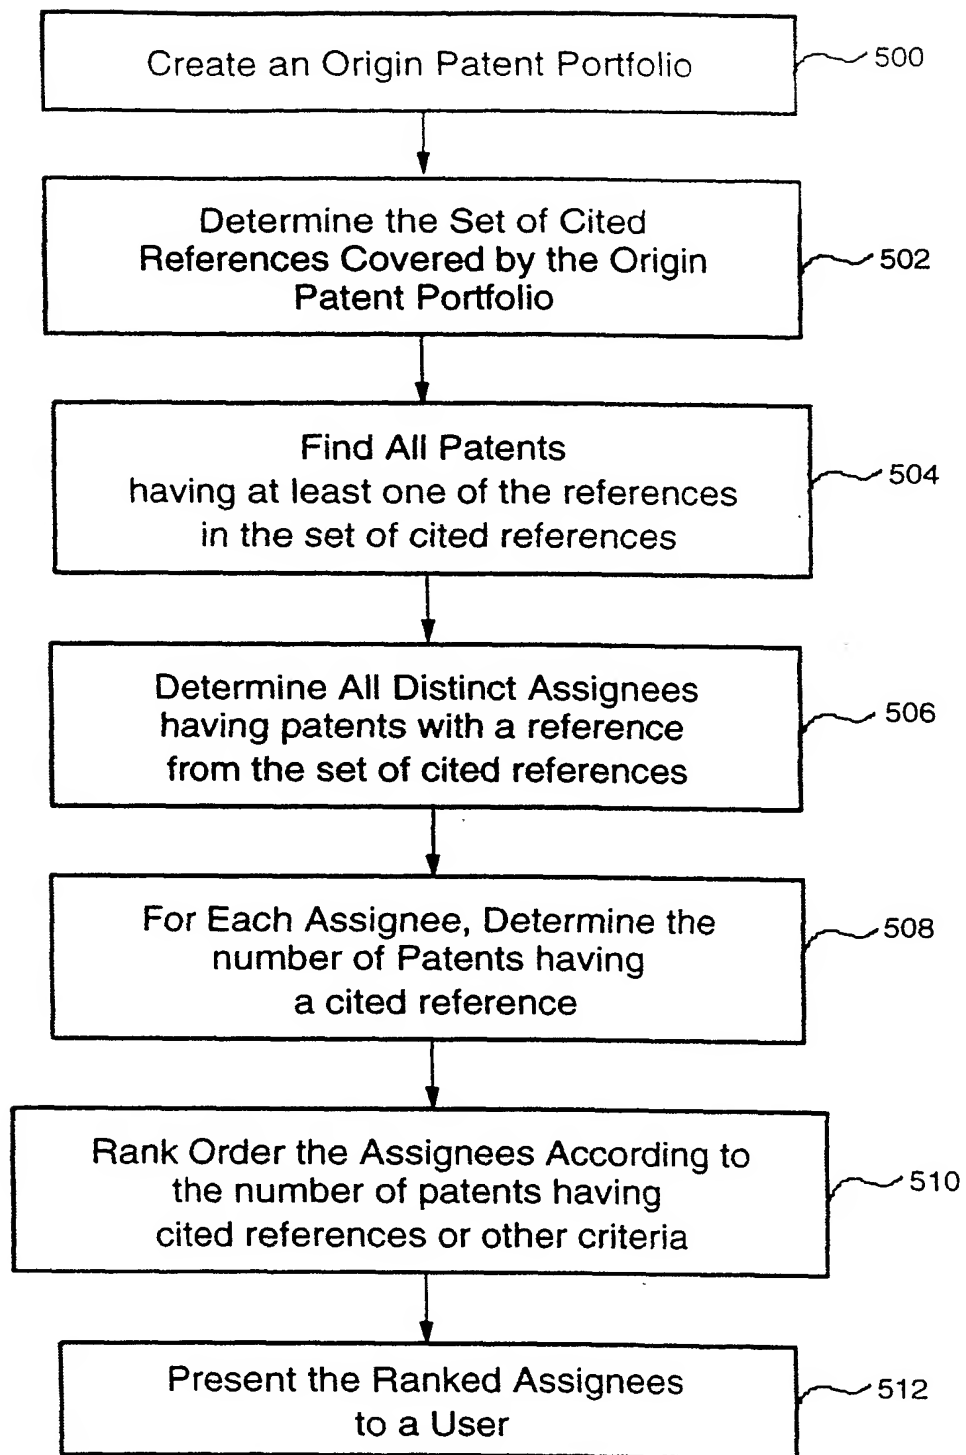 Create an Origin Patent Portfolio
500
Determine the Set of Cited
References Covered by the Origin
Patent Portfolio
502
Find All Patents
having at least one of the references
in the set of cited references
504
Determine All Distinct Assignees
having patents with a reference
from the set of cited references
506
For Each Assignee, Determine the
number of Patents having
a cited reference
508
Rank Order the Assignees According to
the number of patents having
cited references or other criteria
510
Present the Ranked Assignees
to a User
512